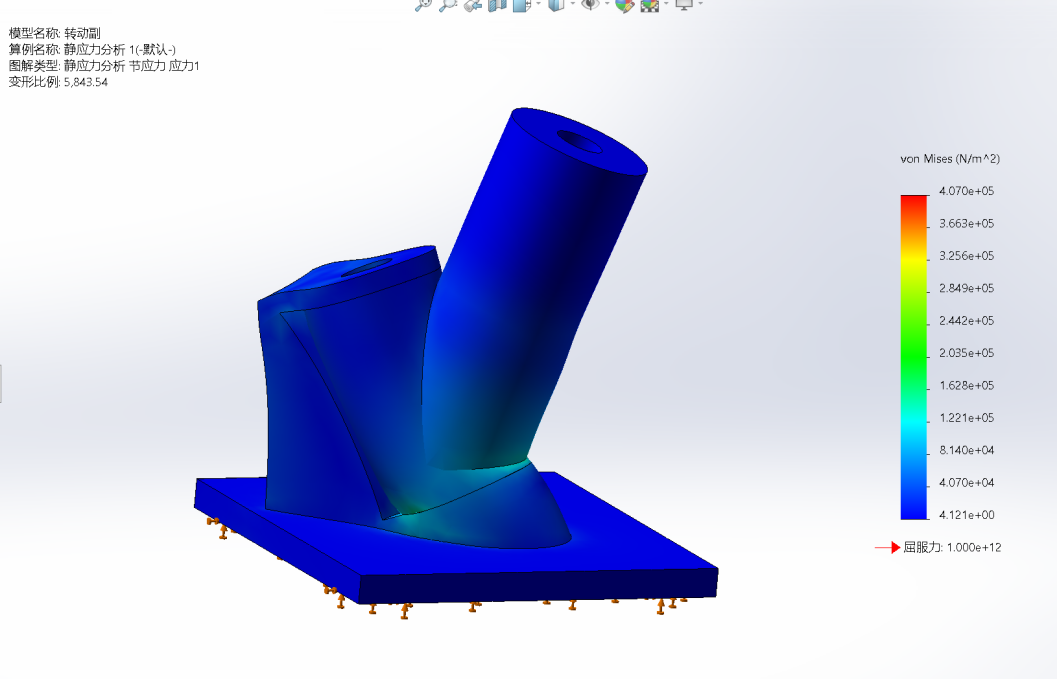 模型名称: 转动副
算例名称: 静应力分析 1(-默认-)
图解类型: 静应力分析 节应力 应力1
变形比例: 5,843.54
von Mises (N/m^2)
4.070e+05
3.663e+05
3.256e+05
2.849e+05
2.442e+05
2.035e+05
1.628e+05
1.221e+05
8.140e+04
4.070e+04
4.121e+00
屈服力: 1.000e+12